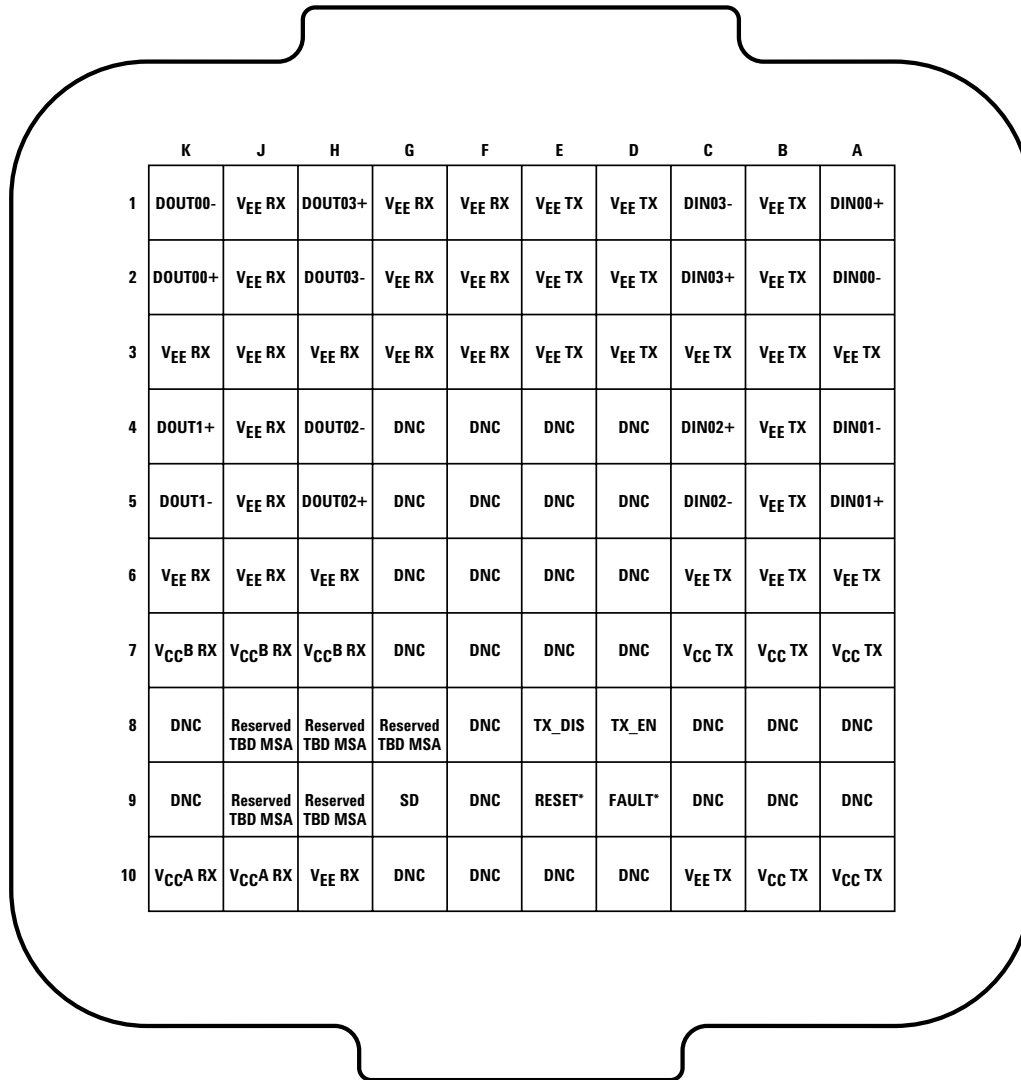 K J H G F E D C B A
1 DOUT00- VEE RX DOUT03+ VEE RX VEE RX VEE TX VEE TX DIN03- VEE TX DIN00+
2 DOUT00+ VEE RX DOUT03- VEE RX VEE RX VEE TX VEE TX DIN03+ VEE TX DIN00-
3 VEE RX VEE RX VEE RX VEE RX VEE RX VEE TX VEE TX VEE TX VEE TX VEE TX
4 DOUT1+ VEE RX DOUT02- DNC DNC DNC DNC DIN02+ VEE TX DIN01-
5 DOUT1- VEE RX DOUT02+ DNC DNC DNC DNC DIN02- VEE TX DIN01+
6 VEE RX VEE RX VEE RX DNC DNC DNC DNC VEE TX VEE TX VEE TX
7 VCCB RX VCCB RX VCCB RX DNC DNC DNC DNC VCC TX VCC TX VCC TX
8 DNC Reserved TBD MSA Reserved TBD MSA Reserved TBD MSA DNC TX_DIS TX_EN DNC DNC DNC
9 DNC Reserved TBD MSA Reserved TBD MSA SD DNC RESET* FAULT* DNC DNC DNC
10 VCCA RX VCCA RX VEE RX DNC DNC DNC DNC VEE TX VCC TX VCC TX